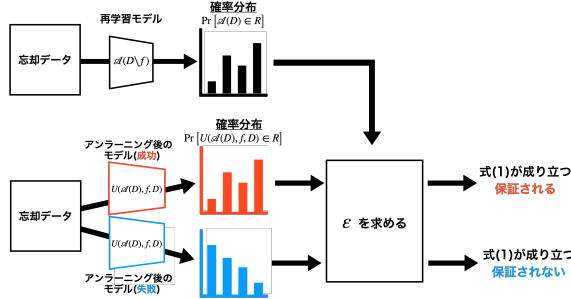 再学習モデル
忘却データ
𝒜(D\f)
確率分布
Pr [𝒜(D) ∈ R]
アンラーニング後の
モデル(成功)
忘却データ
U(𝒜(D), f, D)
確率分布
Pr [U(𝒜(D), f, D) ∈ R]
U(𝒜(D), f, D)
アンラーニング後の
モデル(失敗)
ℰ を求める
式(1)が成り立つ
保証される
式(1)が成り立つ
保証されない